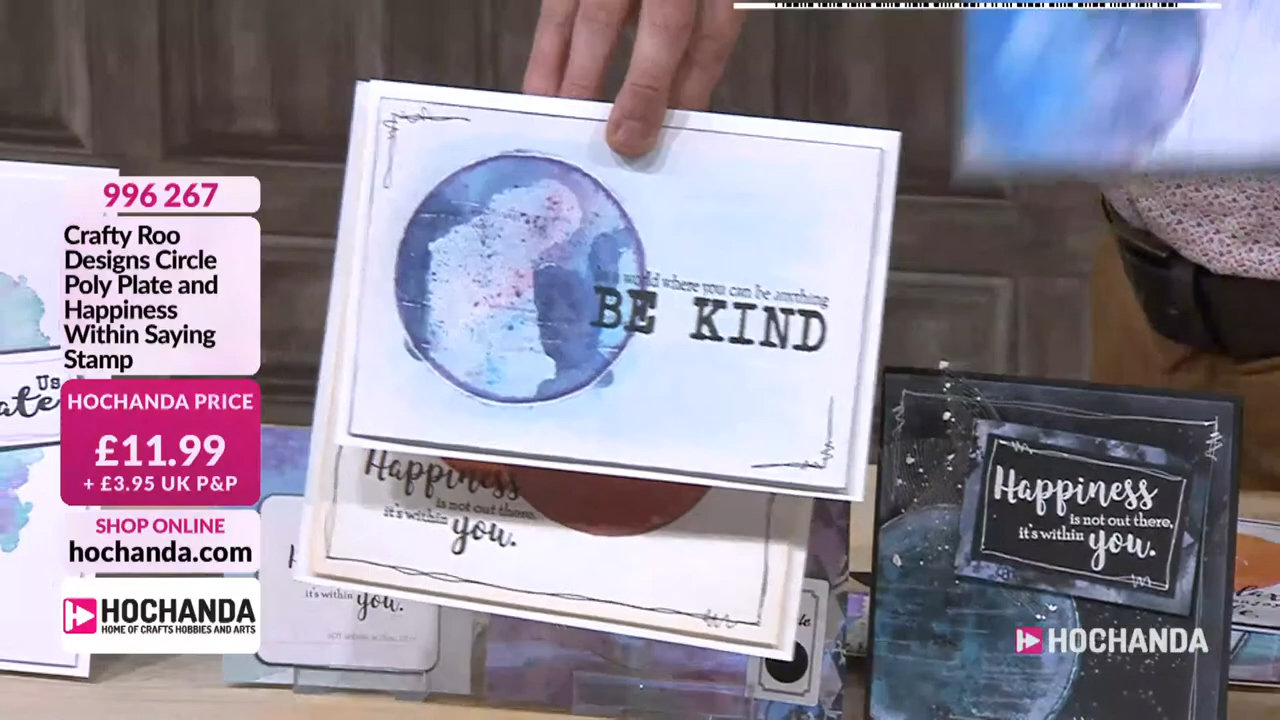 996 267
Crafty Roo
Designs Circle
Poly Plate and
Happiness
Within Saying
Stamp
HOCHANDA PRICE
£11.99
+ £3.95 UK P&P
SHOP ONLINE
hochanda.com
HOCHANDA
HOME OF CRAFTS HOBBIES AND ARTS
Us
world where you can be anything
BE KIND
Happiness
is not out there,
it's within you.
it's within you.
Happiness
is not out there,
it's within you.
HOCHANDA